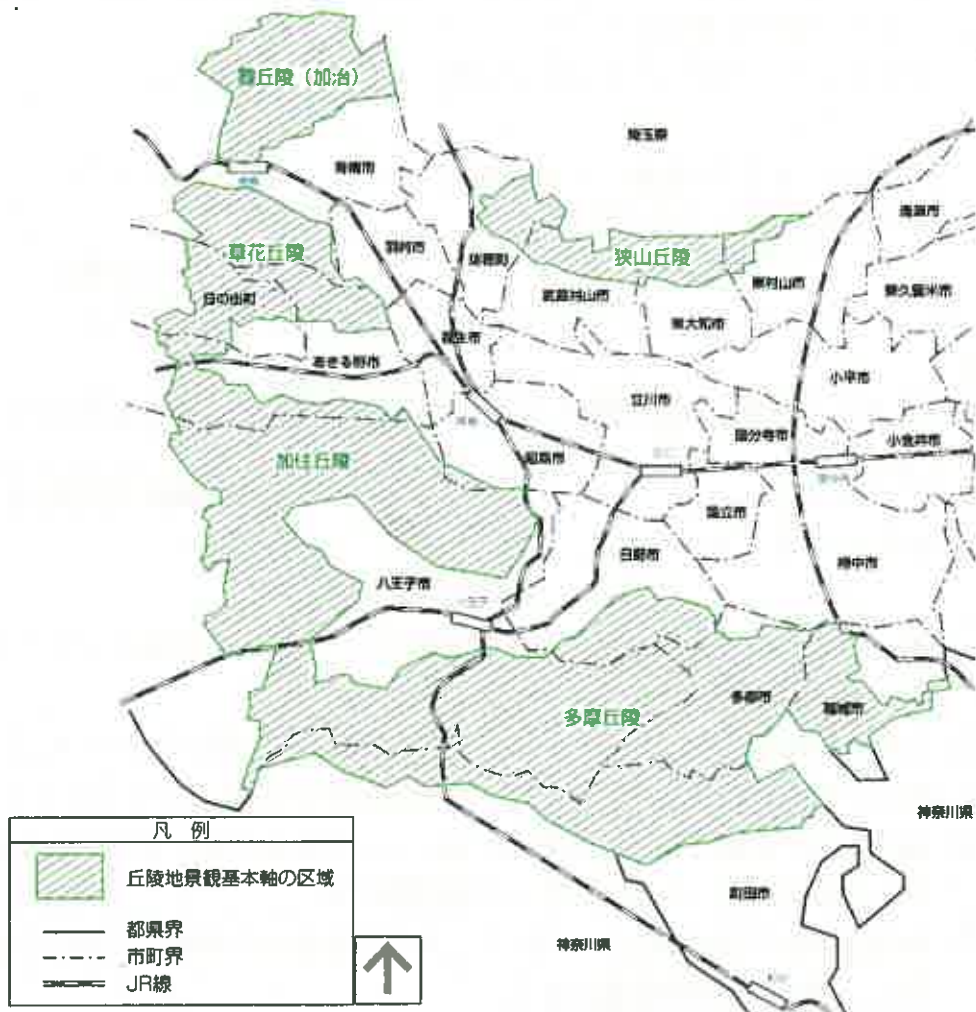 丘陵(加治)
埼玉県
青梅市
清瀬市
羽村市
瑞穂町
草花丘陵
狭山丘陵
東村山市
東久留米市
日の出町
武蔵村山市
東大和市
福生市
あきる野市
小平市
立川市
国分寺市
小金井市
昭島市
加住丘陵
国立市
日野市
府中市
八王子市
多摩丘陵
多摩市
稲城市
神奈川県
町田市
神奈川県
凡 例
丘陵地景観基本軸の区域
都県界
市町界
JR線